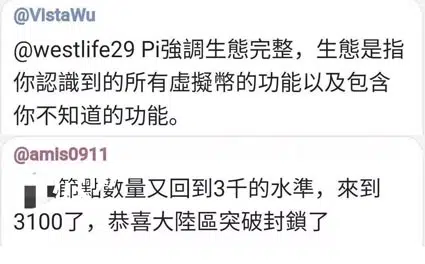 @VIstaWu
@westlife29 Pi強調生態完整，生態是指
你認識到的所有虛擬幣的功能以及包含
你不知道的功能。
@amis0911
節點數量又回到3千的水準，來到
3100了，恭喜大陸區突破封鎖了